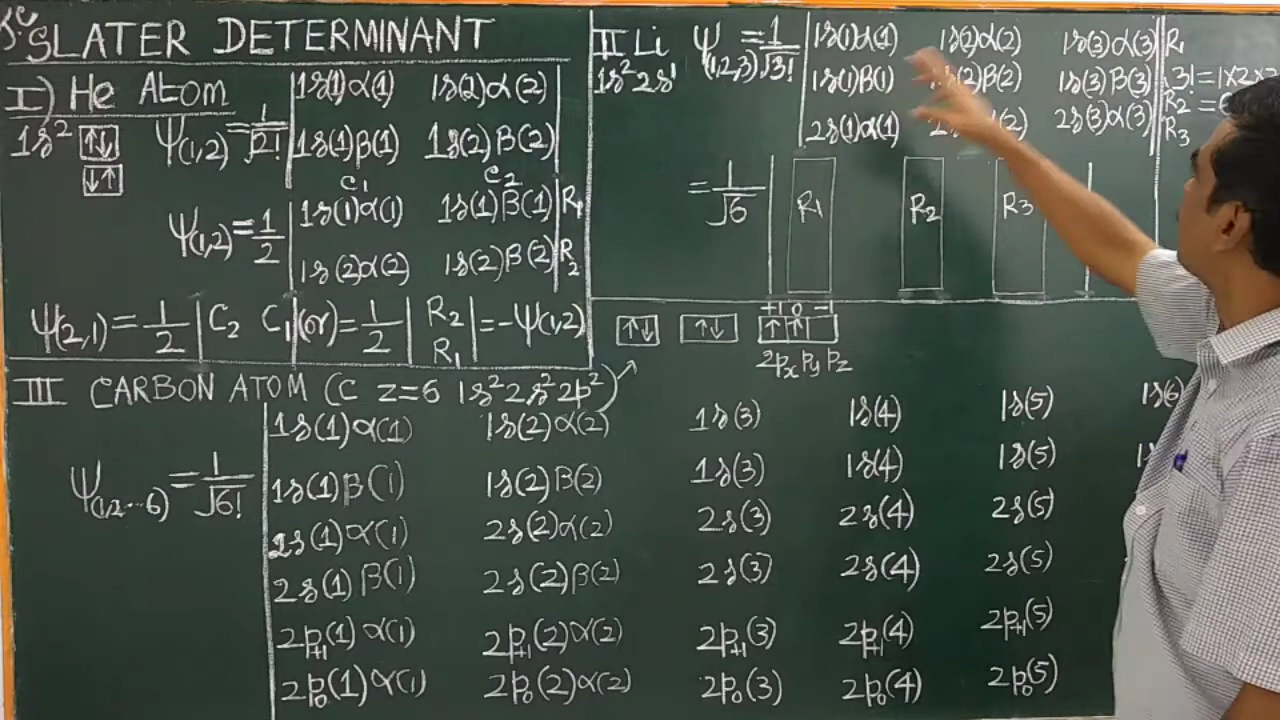 SLATER DETERMINANT
I) He Atom
1s² ↑↓ ψ(1,2) = 1/√2! | 1s(1)α(1) 1s(2)α(2)
↓↑ 1s(1)β(1) 1s(2)β(2)
C₁ C₂
ψ(1,2) = 1/2 | 1s(1)α(1) 1s(1)β(1) | R₁
1s(2)α(2) 1s(2)β(2) | R₂
ψ(2,1) = 1/2 | C₂ C₁ | (or) = 1/2 | R₂ R₁ | = -ψ(1,2)
II Li ψ(1,2,3) = 1/√3! | 1s(1)α(1) 1s(2)α(2) 1s(3)α(3) | R₁
1s²2s¹ 1s(1)β(1) (2)β(2) 1s(3)β(3) 3! = 1×2×
2s(1)α(1) (2) 2s(3)α(3) R₂ =
R₃
= 1/√6 | R₁ R₂ R₃ |
+1 0 -1
↑↓ ↑↓ ↑ ↑
2px py pz
III CARBON ATOM (C z=6 1s²2s²2p²)
1s(1)α(1) 1s(2)α(2) 1s(3) 1s(4) 1s(5) 1s(6)
ψ(1,2...6) = 1/√6! | 1s(1)β(1) 1s(2)β(2) 1s(3) 1s(4) 1s(5)
2s(1)α(1) 2s(2)α(2) 2s(3) 2s(4) 2s(5)
2s(1)β(1) 2s(2)β(2) 2s(3) 2s(4) 2s(5)
2p₊₁(1)α(1) 2p₊₁(2)α(2) 2p₊₁(3) 2p₊₁(4) 2p₊₁(5)
2p₀(1)α(1) 2p₀(2)α(2) 2p₀(3) 2p₀(4) 2p₀(5)